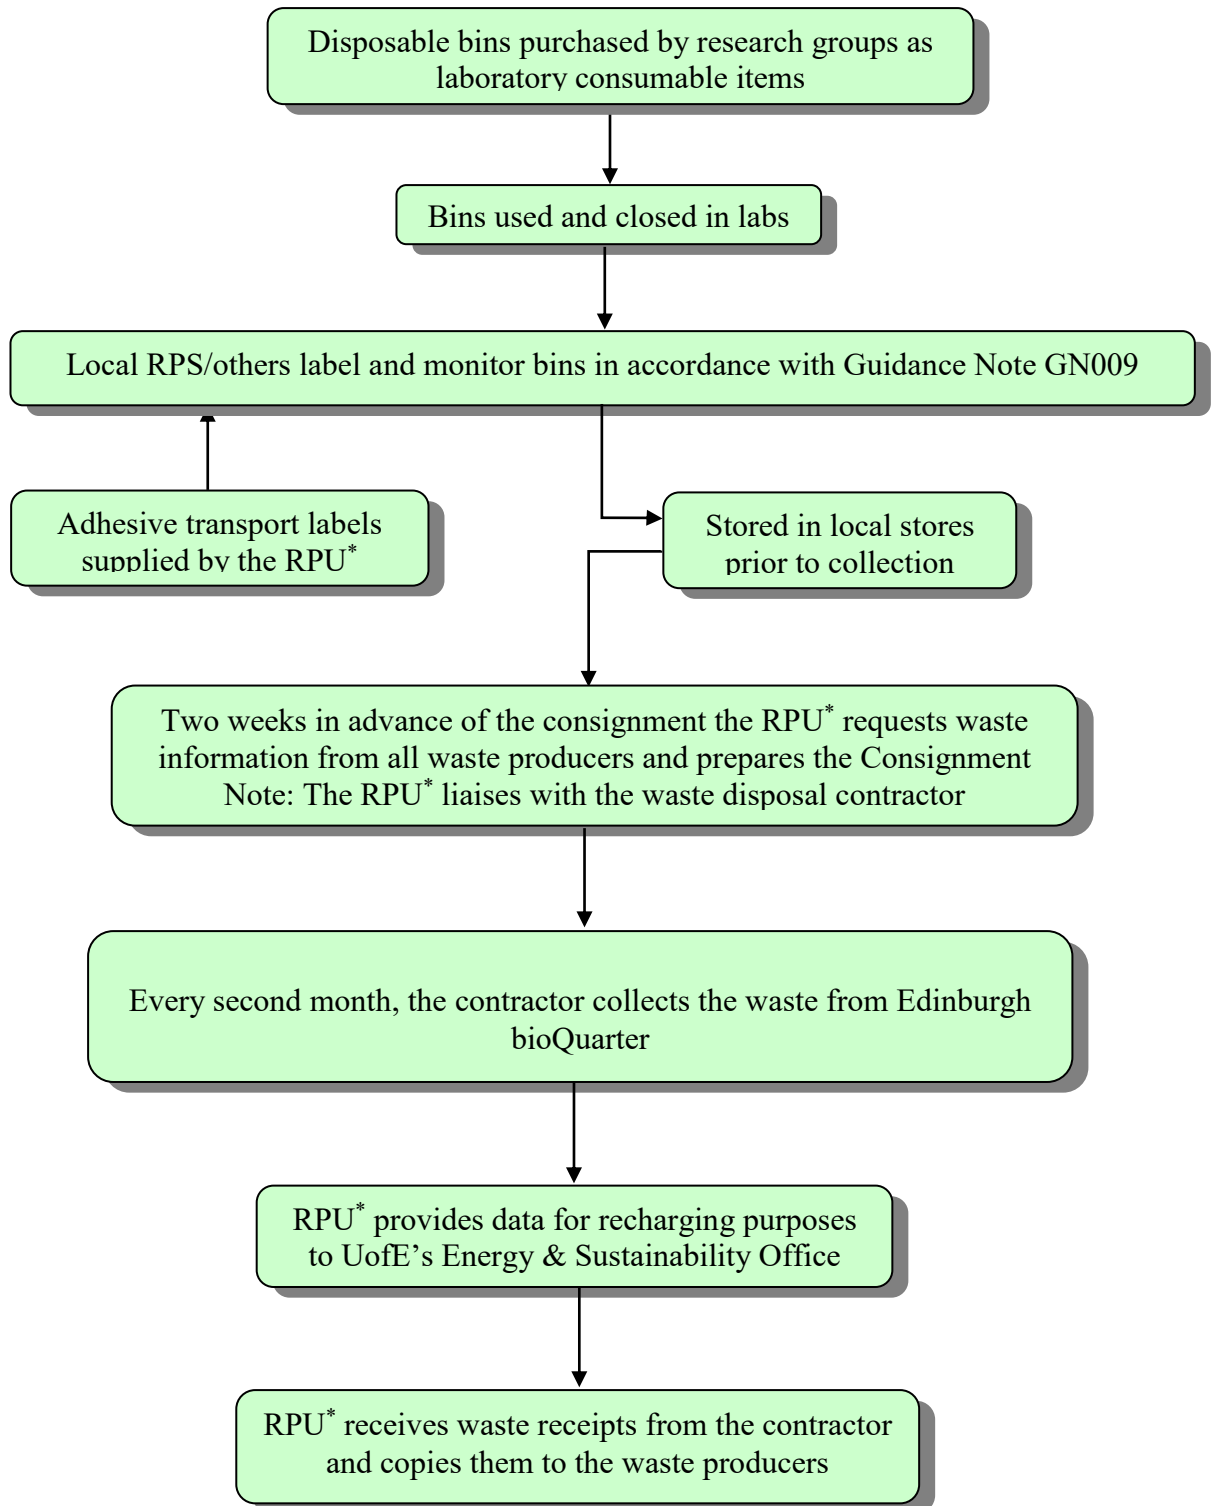 Disposable bins purchased by research groups as
laboratory consumable items
Bins used and closed in labs
Local RPS/others label and monitor bins in accordance with Guidance Note GN009
Adhesive transport labels
supplied by the RPU*
Stored in local stores
prior to collection
Two weeks in advance of the consignment the RPU* requests waste
information from all waste producers and prepares the Consignment
Note: The RPU* liaises with the waste disposal contractor
Every second month, the contractor collects the waste from Edinburgh
bioQuarter
RPU* provides data for recharging purposes
to UofE’s Energy & Sustainability Office
RPU* receives waste receipts from the contractor
and copies them to the waste producers